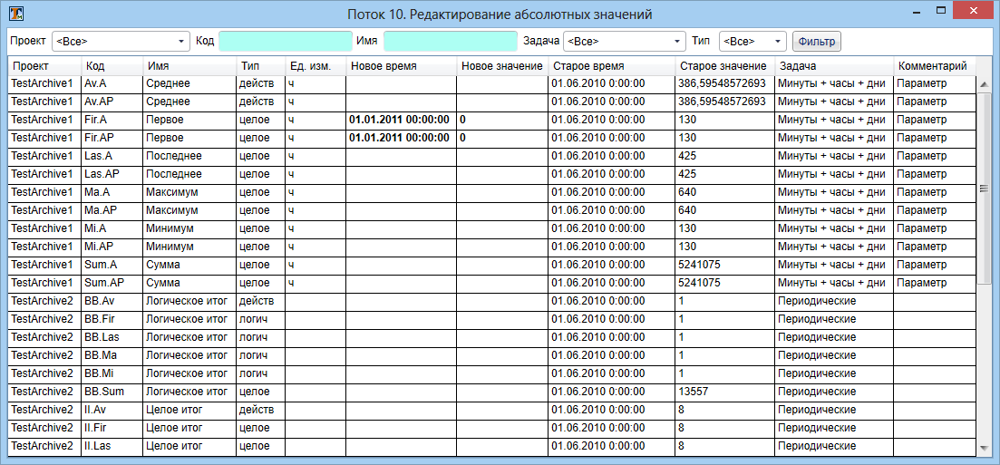 Поток 10. Редактирование абсолютных значений
Проект <Все> Код Имя Задача <Все> Тип <Все> Фильтр
Проект Код Имя Тип Ед. изм. Новое время Новое значение Старое время Старое значение Задача Комментарий
TestArchive1 Av.A Среднее действ ч 01.06.2010 0:00:00 386,59548572693 Минуты + часы + дни Параметр
TestArchive1 Av.AP Среднее действ ч 01.06.2010 0:00:00 386,59548572693 Минуты + часы + дни Параметр
TestArchive1 Fir.A Первое целое ч 01.01.2011 00:00:00 0 01.06.2010 0:00:00 130 Минуты + часы + дни Параметр
TestArchive1 Fir.AP Первое целое ч 01.01.2011 00:00:00 0 01.06.2010 0:00:00 130 Минуты + часы + дни Параметр
TestArchive1 Las.A Последнее целое ч 01.06.2010 0:00:00 425 Минуты + часы + дни Параметр
TestArchive1 Las.AP Последнее целое ч 01.06.2010 0:00:00 425 Минуты + часы + дни Параметр
TestArchive1 Ma.A Максимум целое ч 01.06.2010 0:00:00 640 Минуты + часы + дни Параметр
TestArchive1 Ma.AP Максимум целое ч 01.06.2010 0:00:00 640 Минуты + часы + дни Параметр
TestArchive1 Mi.A Минимум целое ч 01.06.2010 0:00:00 130 Минуты + часы + дни Параметр
TestArchive1 Mi.AP Минимум целое ч 01.06.2010 0:00:00 130 Минуты + часы + дни Параметр
TestArchive1 Sum.A Сумма целое ч 01.06.2010 0:00:00 5241075 Минуты + часы + дни Параметр
TestArchive1 Sum.AP Сумма целое ч 01.06.2010 0:00:00 5241075 Минуты + часы + дни Параметр
TestArchive2 BB.Av Логическое итог действ 01.06.2010 0:00:00 1 Периодические
TestArchive2 BB.Fir Логическое итог логич 01.06.2010 0:00:00 1 Периодические
TestArchive2 BB.Las Логическое итог логич 01.06.2010 0:00:00 1 Периодические
TestArchive2 BB.Ma Логическое итог логич 01.06.2010 0:00:00 1 Периодические
TestArchive2 BB.Mi Логическое итог логич 01.06.2010 0:00:00 1 Периодические
TestArchive2 BB.Sum Логическое итог целое 01.06.2010 0:00:00 13557 Периодические
TestArchive2 II.Av Целое итог действ 01.06.2010 0:00:00 8 Периодические
TestArchive2 II.Fir Целое итог целое 01.06.2010 0:00:00 8 Периодические
TestArchive2 II.Las Целое итог целое 01.06.2010 0:00:00 8 Периодические